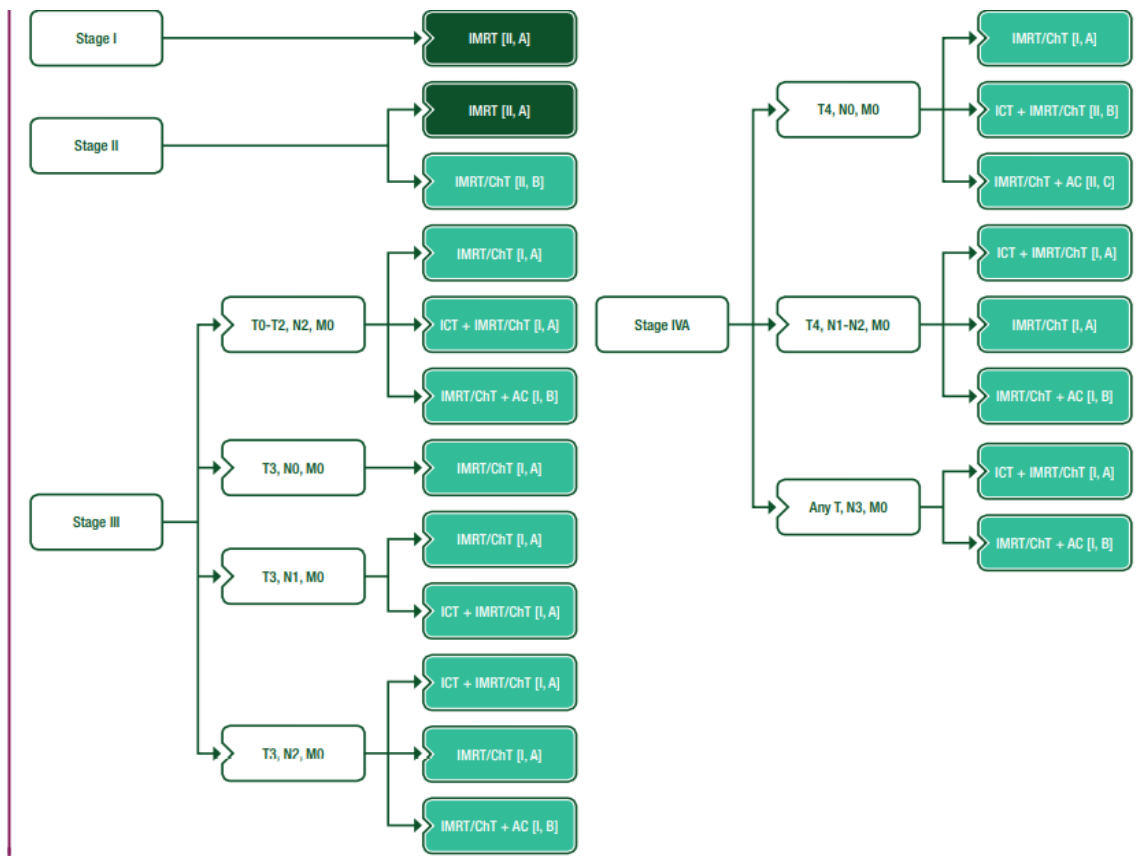 Stage I
IMRT [II, A]
Stage II
IMRT [II, A]
IMRT/ChT [II, B]
Stage III
T0-T2, N2, M0
IMRT/ChT [I, A]
ICT + IMRT/ChT [I, A]
IMRT/ChT + AC [I, B]
T3, N0, M0
IMRT/ChT [I, A]
T3, N1, M0
IMRT/ChT [I, A]
ICT + IMRT/ChT [I, A]
T3, N2, M0
ICT + IMRT/ChT [I, A]
IMRT/ChT [I, A]
IMRT/ChT + AC [I, B]
Stage IVA
T4, N0, M0
IMRT/ChT [I, A]
ICT + IMRT/ChT [II, B]
IMRT/ChT + AC [II, C]
T4, N1-N2, M0
ICT + IMRT/ChT [I, A]
IMRT/ChT [I, A]
IMRT/ChT + AC [I, B]
Any T, N3, M0
ICT + IMRT/ChT [I, A]
IMRT/ChT + AC [I, B]